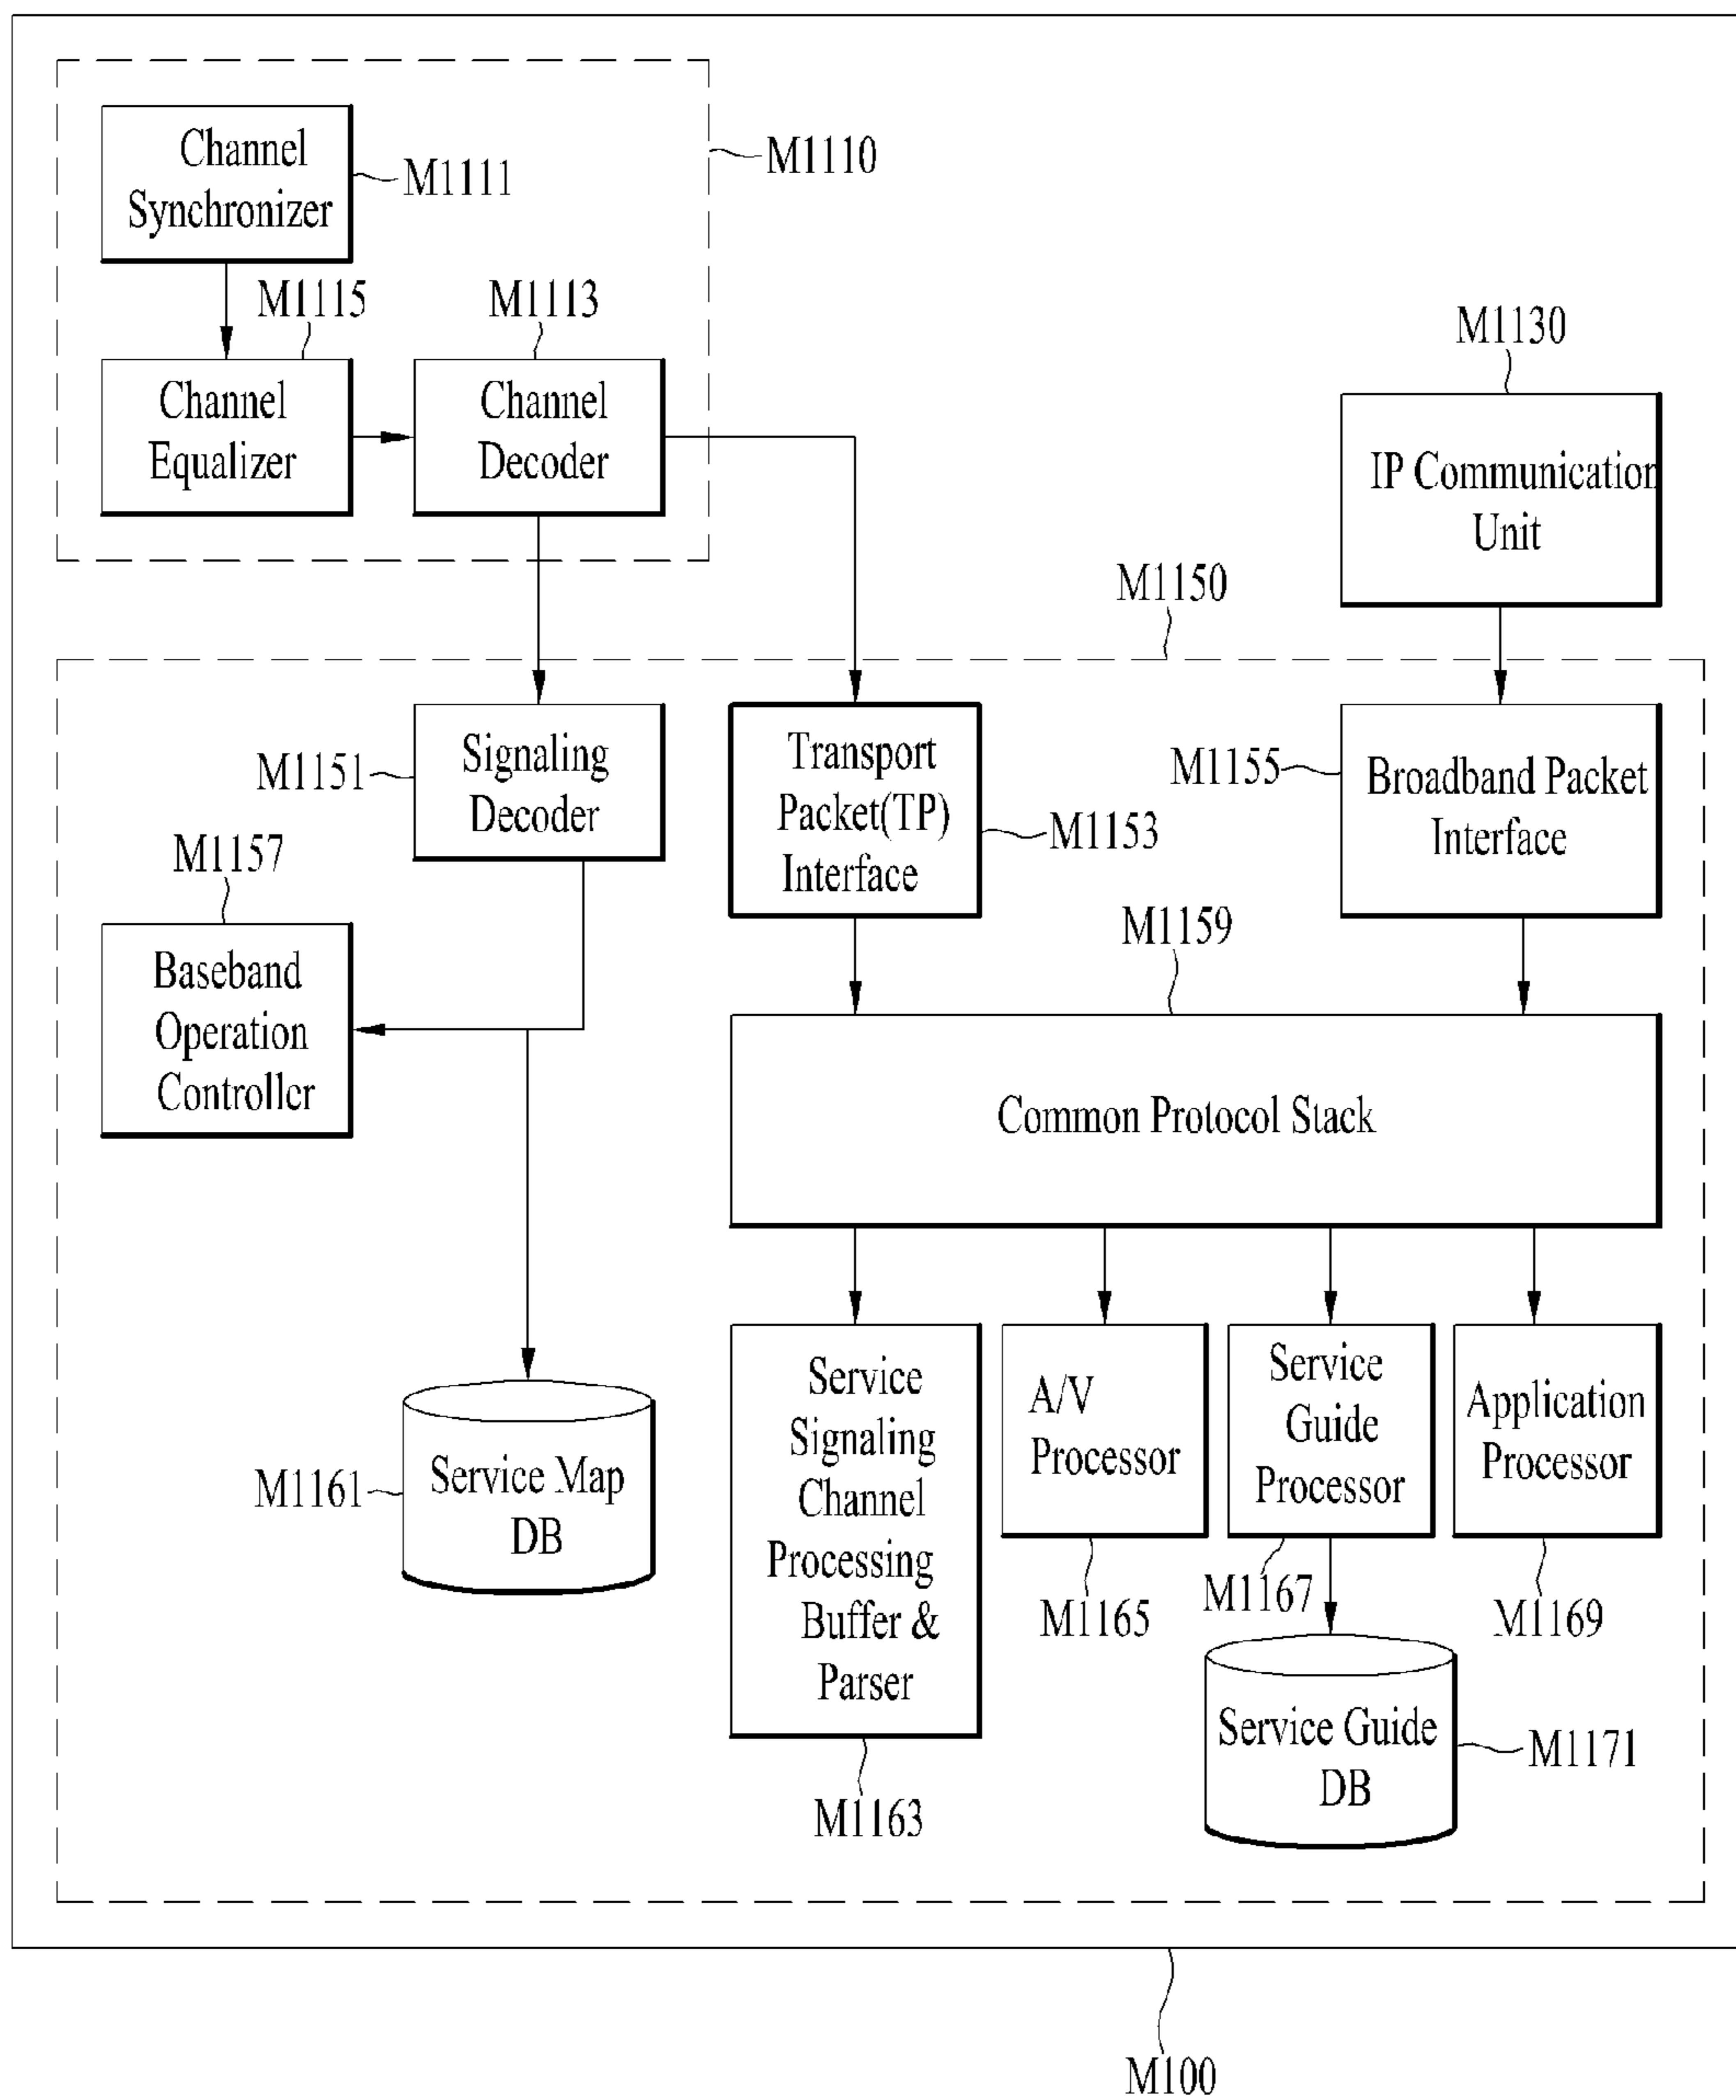 Channel
Synchronizer
M1111
M1110
M1115
M1113
Channel
Equalizer
Channel
Decoder
M1130
IP Communication
Unit
M1150
M1151
Signaling
Decoder
Transport
Packet(TP)
Interface
M1153
M1155
Broadband Packet
Interface
M1157
Baseband
Operation
Controller
M1159
Common Protocol Stack
M1161
Service Map
DB
Service
Signaling
Channel
Processing
Buffer &
Parser
M1163
A/V
Processor
M1165
Service
Guide
Processor
M1167
Application
Processor
M1169
Service Guide
DB
M1171
M100